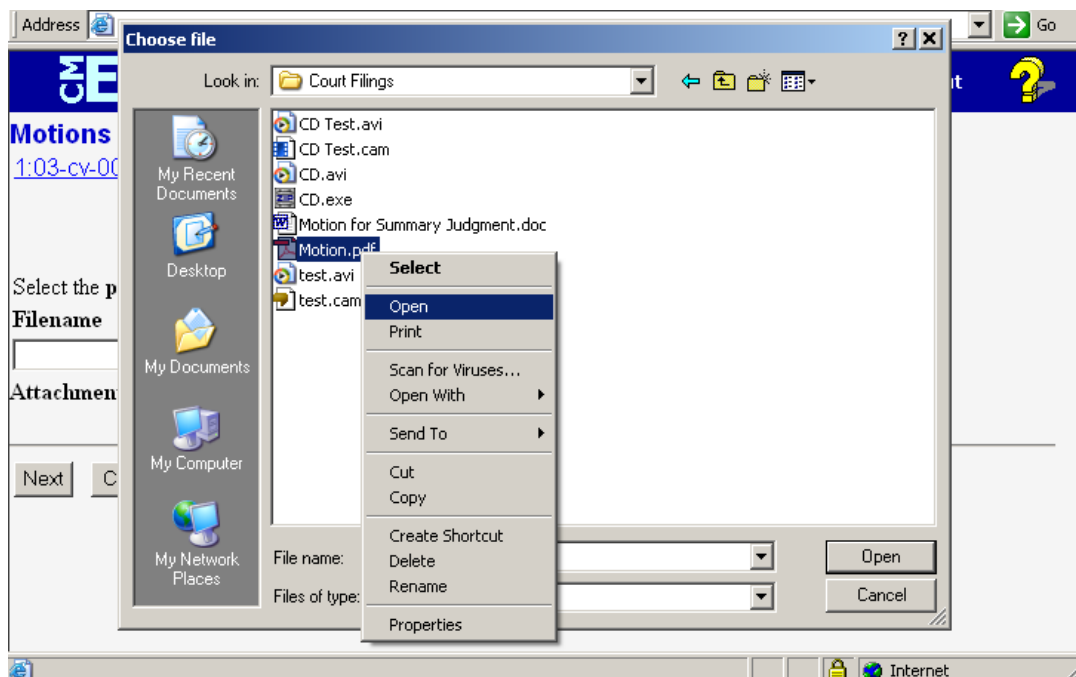 Address
Go
Choose file
Look in:
Court Filings
CM
E
nt
Motions
1:03-cv-00
My Recent
Documents
Desktop
My Documents
My Computer
My Network
Places
CD Test.avi
CD Test.cam
CD.avi
CD.exe
Motion for Summary Judgment.doc
Motion.pdf
test.avi
test.cam
Select
Open
Print
Scan for Viruses...
Open With
Send To
Cut
Copy
Create Shortcut
Delete
Rename
Properties
Select the p
Filename
Attachmen
Next
C
File name:
Files of type:
Open
Cancel
Internet